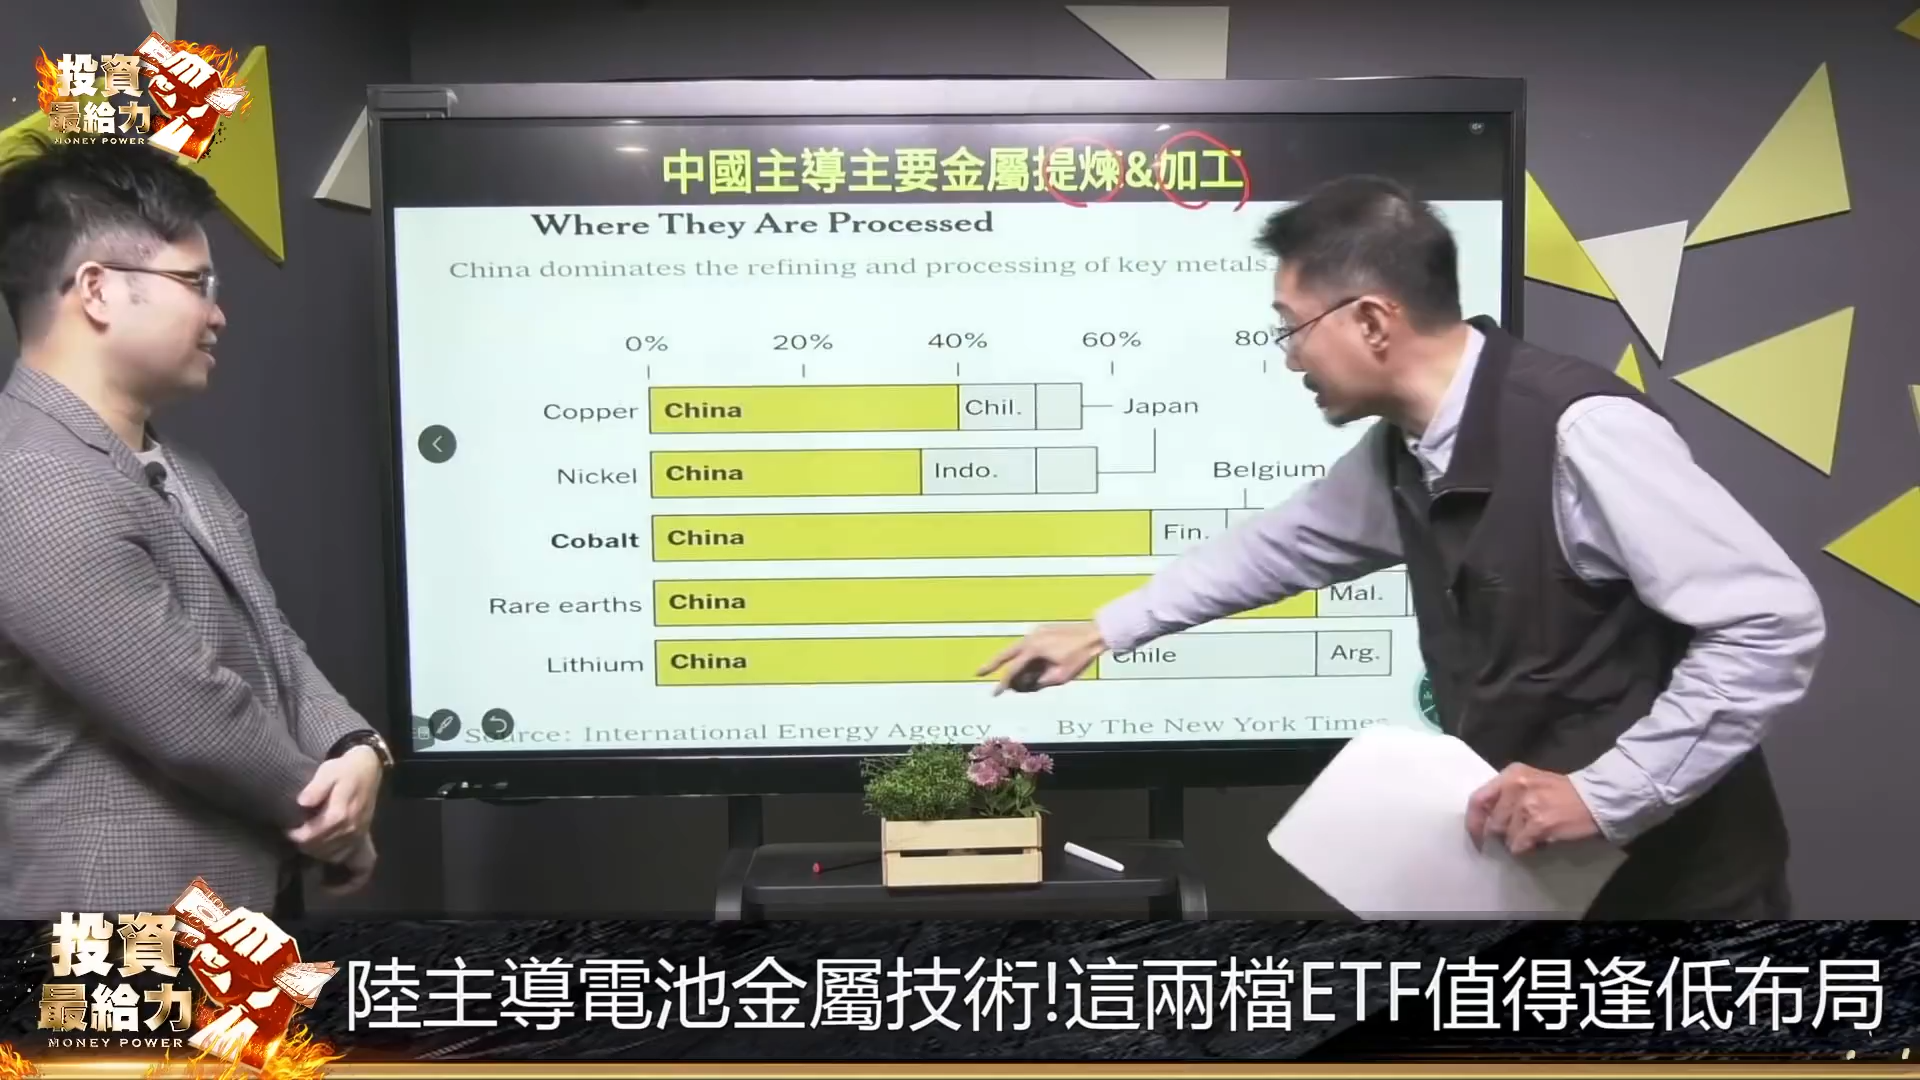 投資
最給力
MONEY POWER
中國主導主要金屬提煉&加工
Where They Are Processed
China dominates the refining and processing of key metals.
0% 20% 40% 60%
Copper China Chil. Japan
Nickel China Indo.
Belgium
Cobalt China Fin.
Rare earths China Mal.
Lithium China Chile Arg.
Source: International Energy Agency By The New York Times
投資
最給力
MONEY POWER
陸主導電池金屬技術!這兩檔ETF值得逢低布局